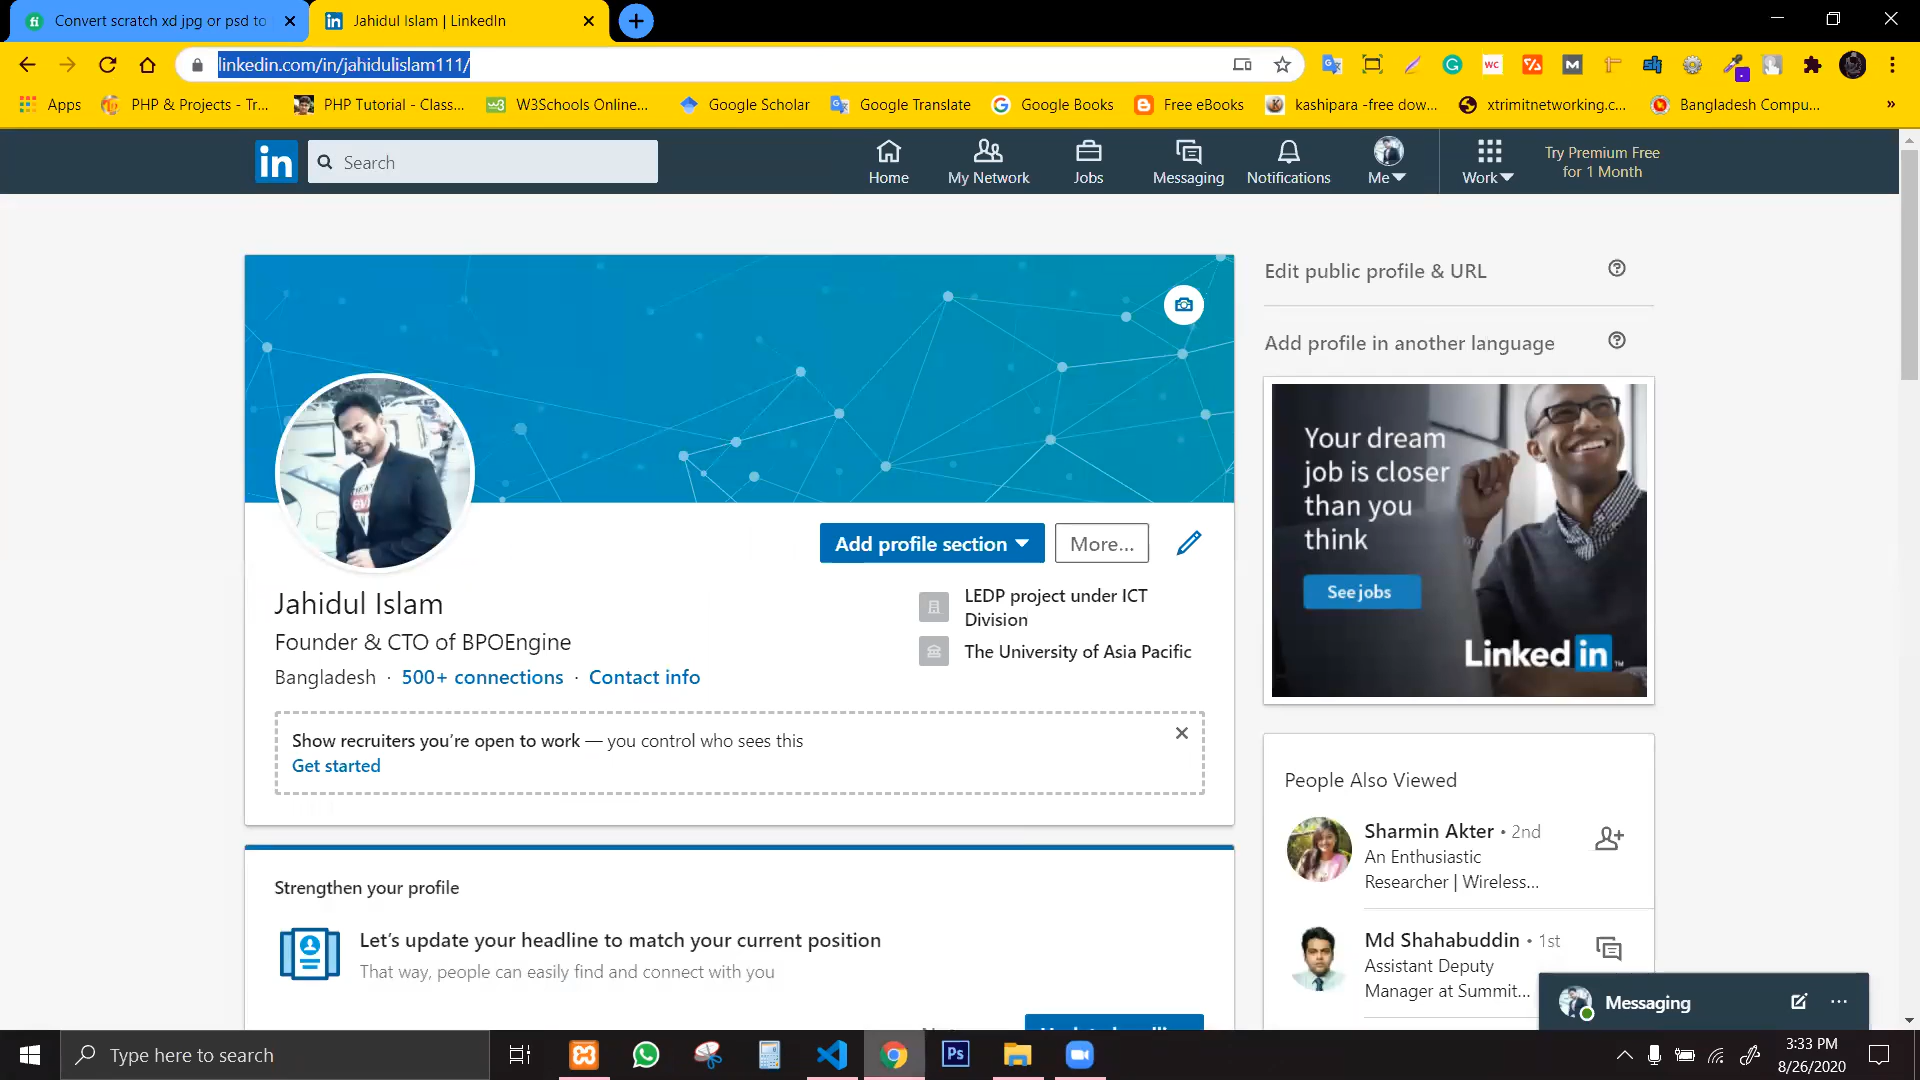 Convert scratch xd jpg or psd to
Jahidul Islam | LinkedIn
linkedin.com/in/jahidulislam111/
Apps
PHP & Projects - Tr...
PHP Tutorial - Class...
W3Schools Online...
Google Scholar
Google Translate
Google Books
Free eBooks
kashipara -free dow...
xtrimitnetworking.c...
Bangladesh Compu...
»
in
Search
Home
My Network
Jobs
Messaging
Notifications
Me
Work
Try Premium Free
for 1 Month
Jahidul Islam
Founder & CTO of BPOEngine
Bangladesh · 500+ connections · Contact info
Add profile section
More...
LEDP project under ICT
Division
The University of Asia Pacific
Show recruiters you're open to work — you control who sees this
Get started
Strengthen your profile
Let's update your headline to match your current position
That way, people can easily find and connect with you
Edit public profile & URL
Add profile in another language
Your dream
job is closer
than you
think
See jobs
Linked in
People Also Viewed
Sharmin Akter • 2nd
An Enthusiastic
Researcher | Wireless...
Md Shahabuddin • 1st
Assistant Deputy
Manager at Summit...
Messaging
Type here to search
Ps
3:33 PM
8/26/2020